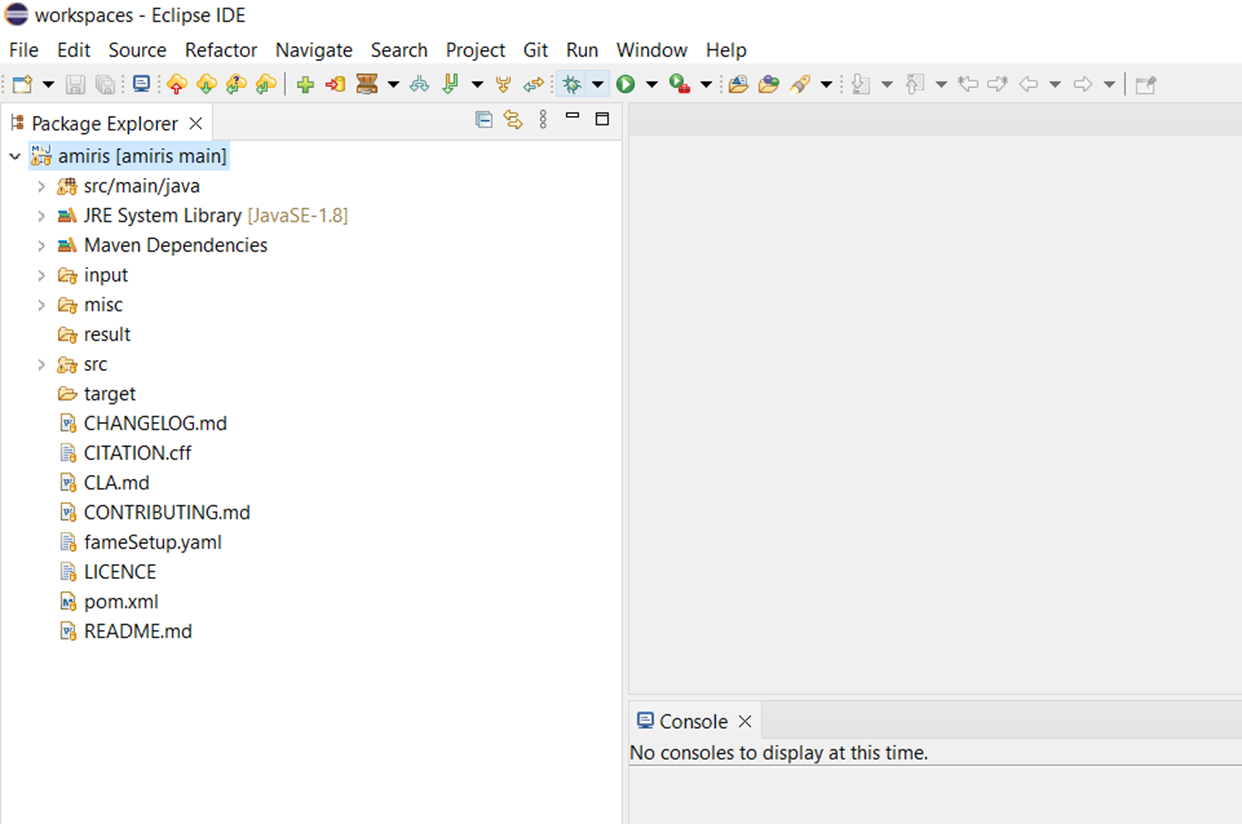 workspaces - Eclipse IDE
File Edit Source Refactor Navigate Search Project Git Run Window Help
Package Explorer
amiris [amiris main]
src/main/java
JRE System Library [JavaSE-1.8]
Maven Dependencies
input
misc
result
src
target
CHANGELOG.md
CITATION.cff
CLA.md
CONTRIBUTING.md
fameSetup.yaml
LICENCE
pom.xml
README.md
Console
No consoles to display at this time.